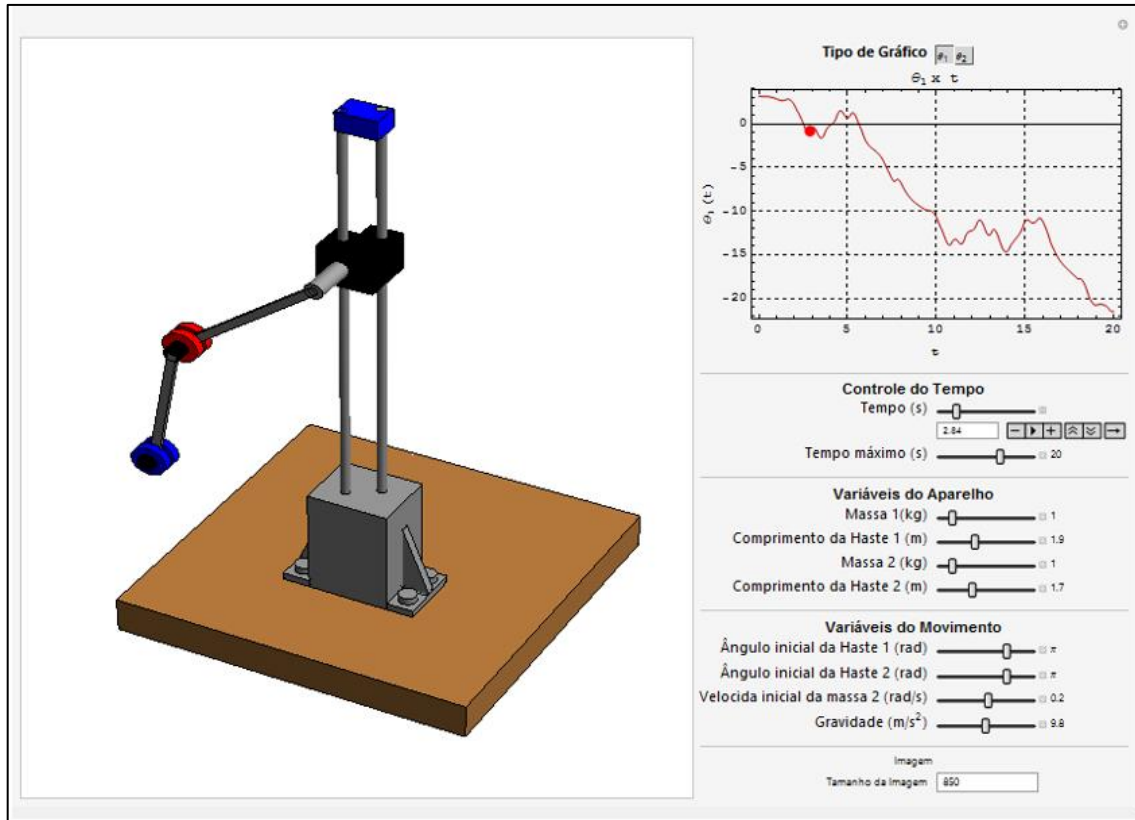 Tipo de Gráfico θ1 θ2
θ1 x t
0
-5
-10
-15
-20
θ1(t)
0 5 10 15 20
t
Controle do Tempo
Tempo (s)
2.84
Tempo máximo (s) 20
Variáveis do Aparelho
Massa 1(kg) 1
Comprimento da Haste 1 (m) 1.9
Massa 2 (kg) 1
Comprimento da Haste 2 (m) 1.7
Variáveis do Movimento
Ângulo inicial da Haste 1 (rad) π
Ângulo inicial da Haste 2 (rad) π
Velocida inicial da massa 2 (rad/s) 0.2
Gravidade (m/s²) 9.8
Imagem
Tamanho da Imagem 850